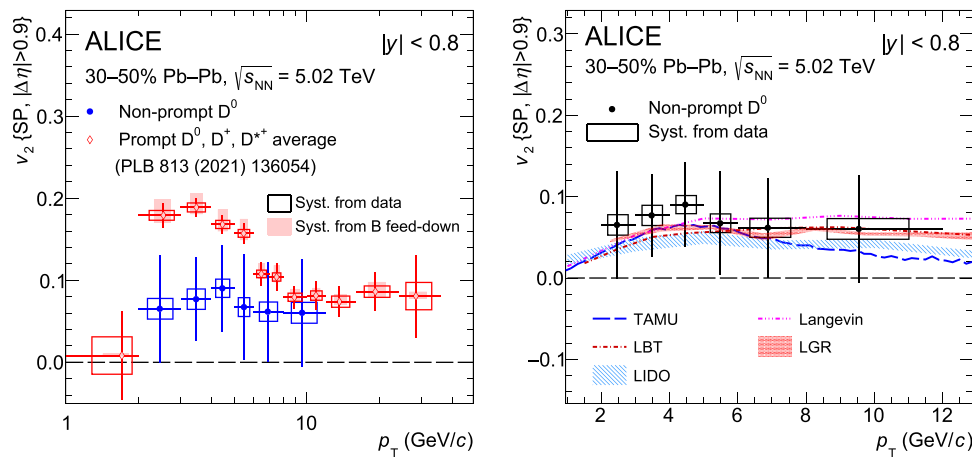 ALICE
|y| < 0.8
30–50% Pb–Pb, √sNN = 5.02 TeV
Non-prompt D0
Prompt D0, D+, D*+ average
(PLB 813 (2021) 136054)
Syst. from data
Syst. from B feed-down
v2 {SP, |Δη|>0.9}
0.4
0.3
0.2
0.1
0.0
1
10
pT (GeV/c)
ALICE
|y| < 0.8
30–50% Pb–Pb, √sNN = 5.02 TeV
Non-prompt D0
Syst. from data
v2 {SP, |Δη|>0.9}
0.3
0.2
0.1
0.0
−0.1
TAMU
Langevin
LBT
LGR
LIDO
2
4
6
8
10
12
pT (GeV/c)